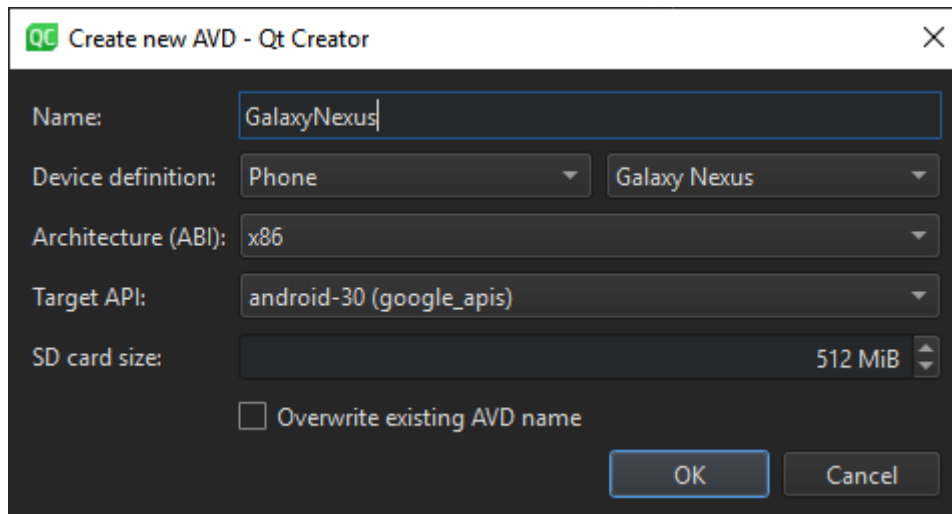 QC Create new AVD - Qt Creator
Name: GalaxyNexus
Device definition: Phone Galaxy Nexus
Architecture (ABI): x86
Target API: android-30 (google_apis)
SD card size: 512 MiB
Overwrite existing AVD name
OK Cancel